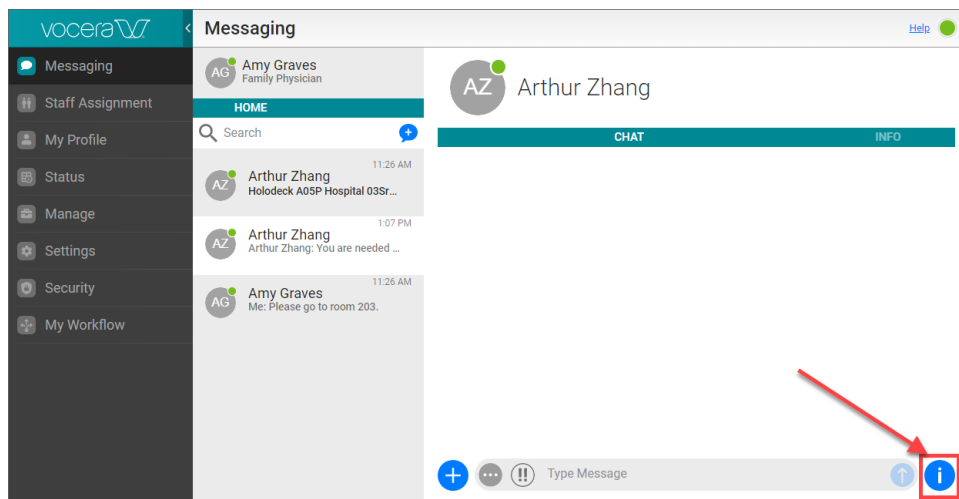 vocera
Messaging
Help
Messaging
Staff Assignment
My Profile
Status
Manage
Settings
Security
My Workflow
AG
Amy Graves
Family Physician
HOME
Search
11:26 AM
AZ
Arthur Zhang
Holodeck A05P Hospital 03Sr...
1:07 PM
AZ
Arthur Zhang
Arthur Zhang: You are needed ...
11:26 AM
AG
Amy Graves
Me: Please go to room 203.
AZ
Arthur Zhang
CHAT INFO
Type Message
i